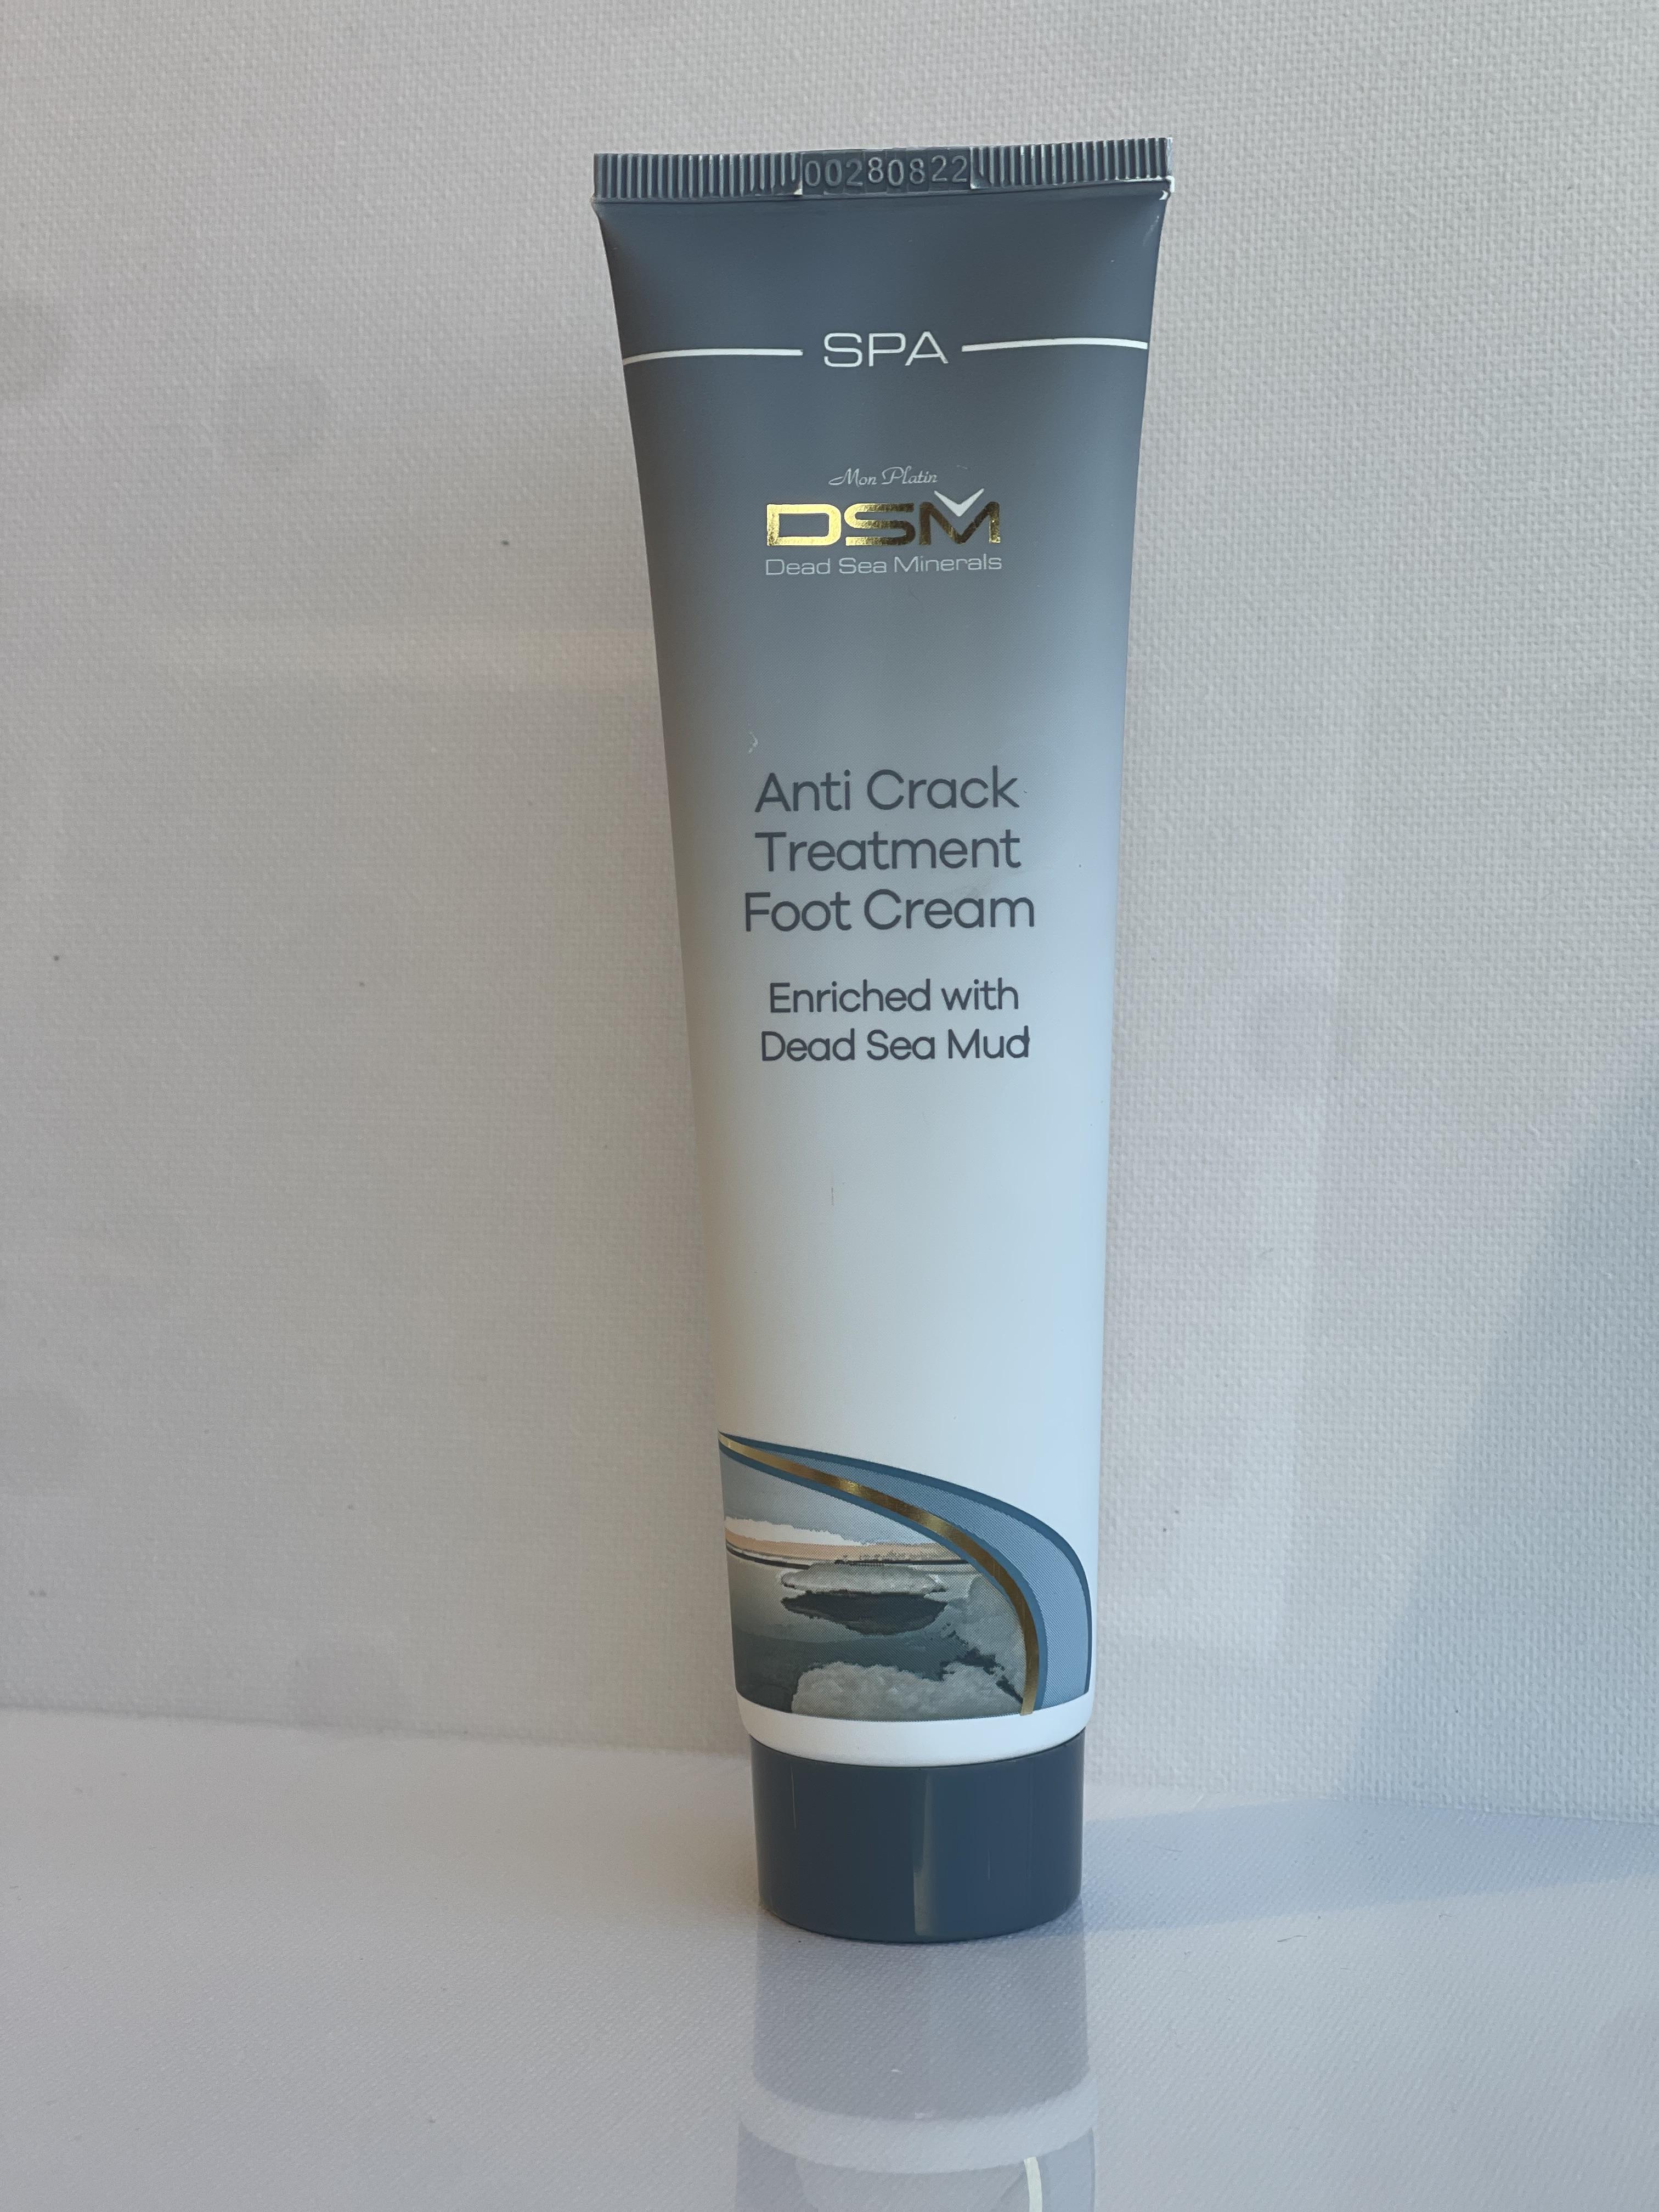 00280822
SPA
Mon Platin
DSM
Dead Sea Minerals
Anti Crack
Treatment
Foot Cream
Enriched with
Dead Sea Mud